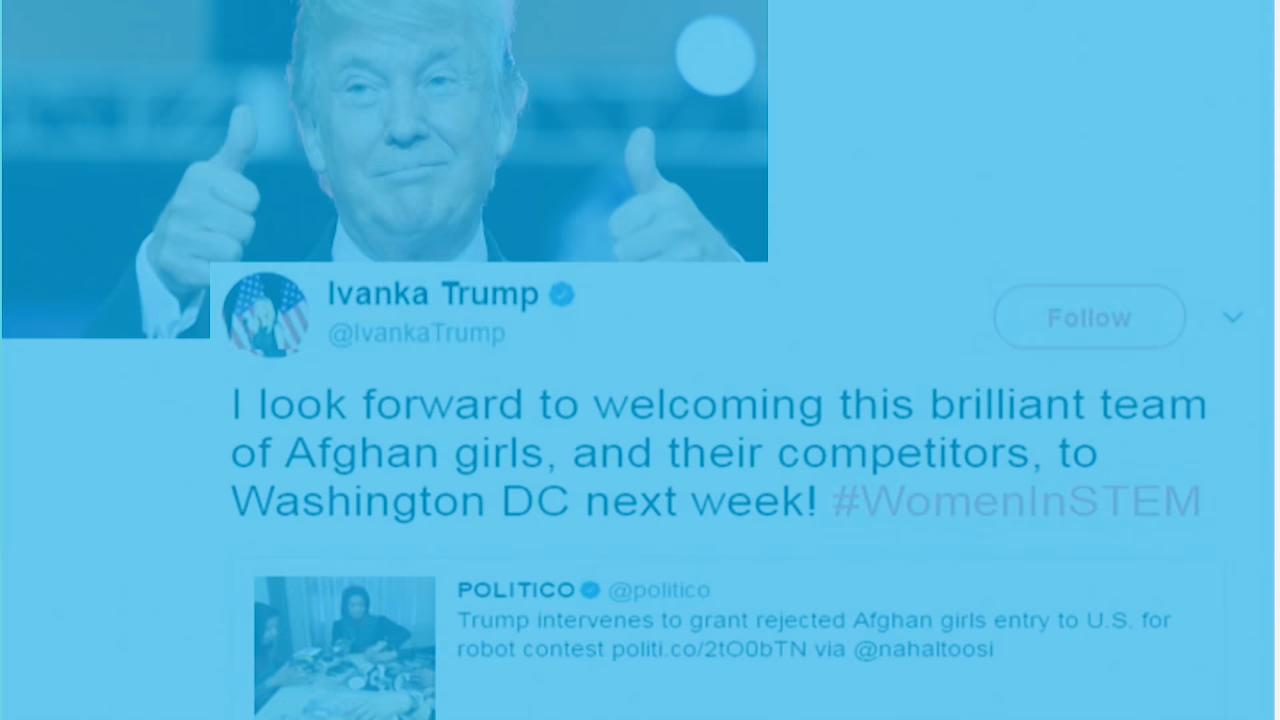 Ivanka Trump
@IvankaTrump
Follow
I look forward to welcoming this brilliant team
of Afghan girls, and their competitors, to
Washington DC next week! #WomenInSTEM
POLITICO @politico
Trump intervenes to grant rejected Afghan girls entry to U.S. for
robot contest politi.co/2tO0bTN via @nahaltoosi